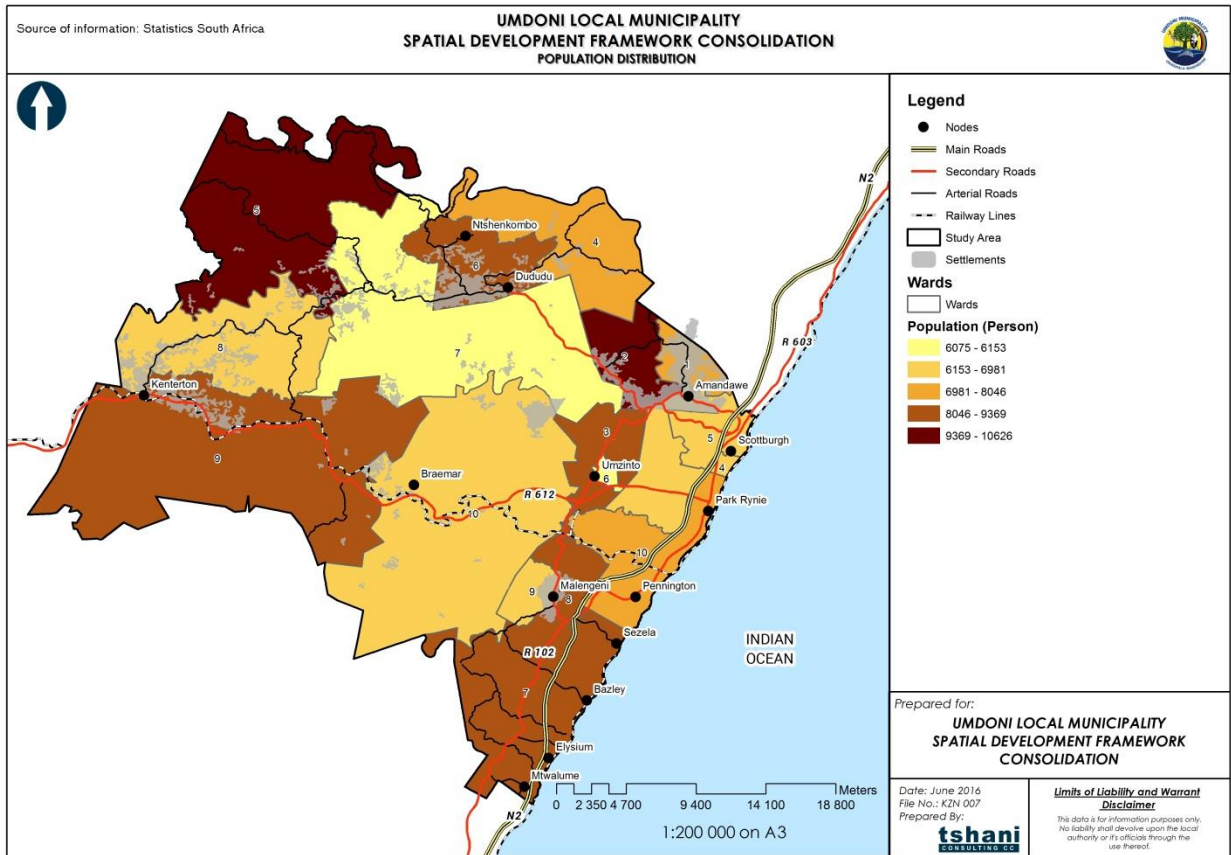 Source of information: Statistics South Africa
UMDONI LOCAL MUNICIPALITY
SPATIAL DEVELOPMENT FRAMEWORK CONSOLIDATION
POPULATION DISTRIBUTION
UMDONI MUNICIPALITY
N2
R 603
5
Ntshenkombo
4
6
Dududu
7
2
1
8
Kenterton
Amandawe
3
5
Scottburgh
4
9
Braemar
Umzinto
6
R 612
10
Park Rynie
10
9
Malengeni
8
Pennington
Sezela
R 102
7
Bazley
Elysium
Mtwalume
N2
INDIAN
OCEAN
Meters
0 2 350 4 700 9 400 14 100 18 800
1:200 000 on A3
Legend
Nodes
Main Roads
Secondary Roads
Arterial Roads
Railway Lines
Study Area
Settlements
Wards
Wards
Population (Person)
6075 - 6153
6153 - 6981
6981 - 8046
8046 - 9369
9369 - 10626
Prepared for:
UMDONI LOCAL MUNICIPALITY
SPATIAL DEVELOPMENT FRAMEWORK
CONSOLIDATION
Date: June 2016
File No.: KZN 007
Prepared By:
tshani
CONSULTING CC
Limits of Liability and Warrant
Disclaimer
This data is for information purposes only.
No liability shall devolve upon the local
authority or it's officials through the
use thereof.